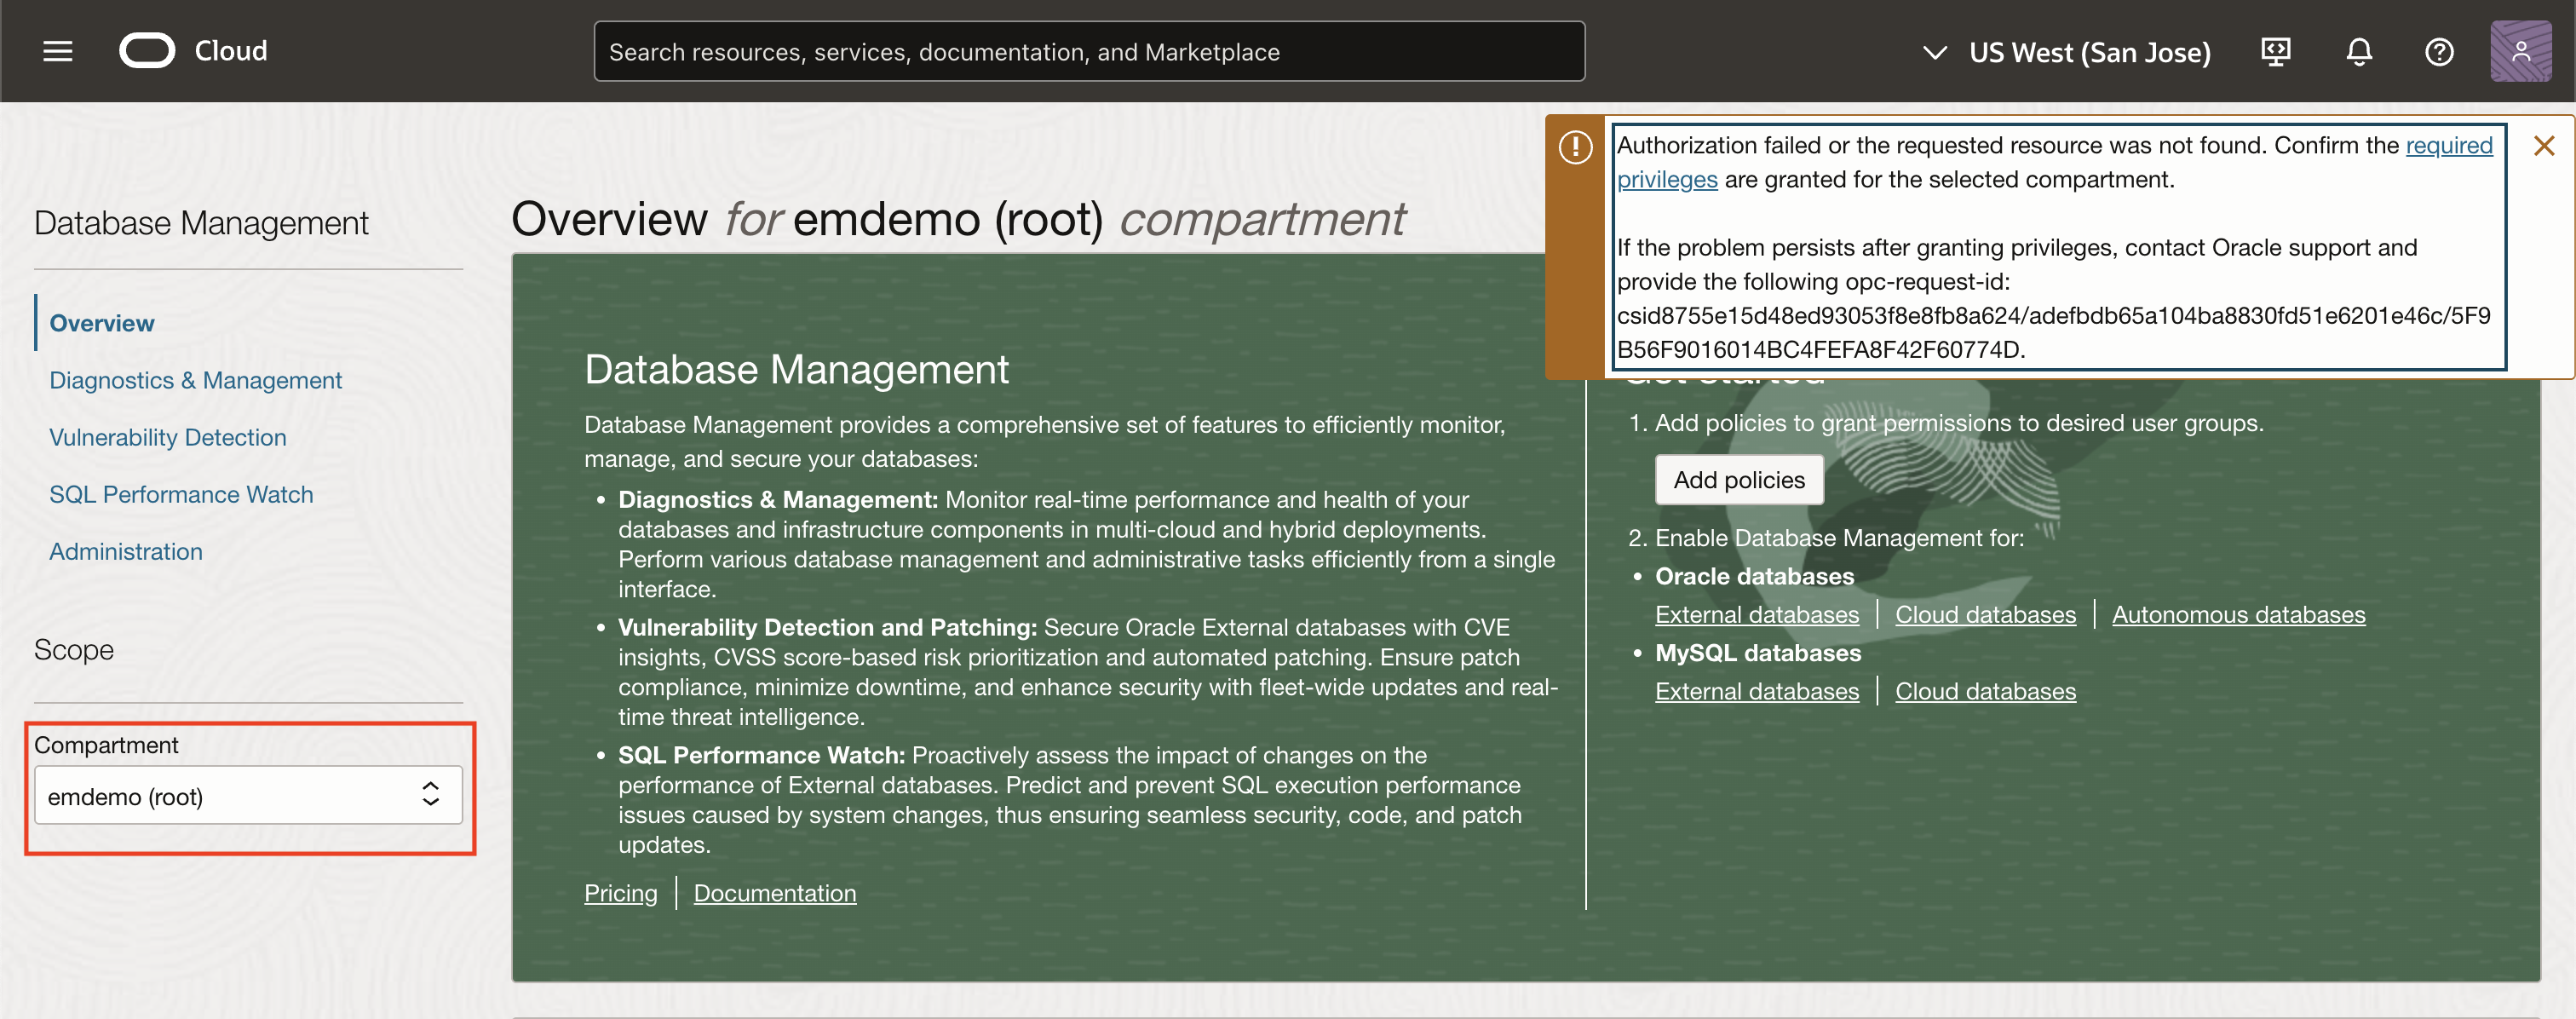 Cloud
Search resources, services, documentation, and Marketplace
US West (San Jose)
Authorization failed or the requested resource was not found. Confirm the required
privileges are granted for the selected compartment.
If the problem persists after granting privileges, contact Oracle support and
provide the following opc-request-id:
csid8755e15d48ed93053f8e8fb8a624/adefbdb65a104ba8830fd51e6201e46c/5F9
B56F9016014BC4FEFA8F42F60774D.
Database Management
Overview
Diagnostics & Management
Vulnerability Detection
SQL Performance Watch
Administration
Scope
Compartment
emdemo (root)
Overview for emdemo (root) compartment
Database Management
Database Management provides a comprehensive set of features to efficiently monitor,
manage, and secure your databases:
• Diagnostics & Management: Monitor real-time performance and health of your
databases and infrastructure components in multi-cloud and hybrid deployments.
Perform various database management and administrative tasks efficiently from a single
interface.
• Vulnerability Detection and Patching: Secure Oracle External databases with CVE
insights, CVSS score-based risk prioritization and automated patching. Ensure patch
compliance, minimize downtime, and enhance security with fleet-wide updates and real-
time threat intelligence.
• SQL Performance Watch: Proactively assess the impact of changes on the
performance of External databases. Predict and prevent SQL execution performance
issues caused by system changes, thus ensuring seamless security, code, and patch
updates.
Pricing | Documentation
Get started
1. Add policies to grant permissions to desired user groups.
Add policies
2. Enable Database Management for:
• Oracle databases
External databases | Cloud databases | Autonomous databases
• MySQL databases
External databases | Cloud databases